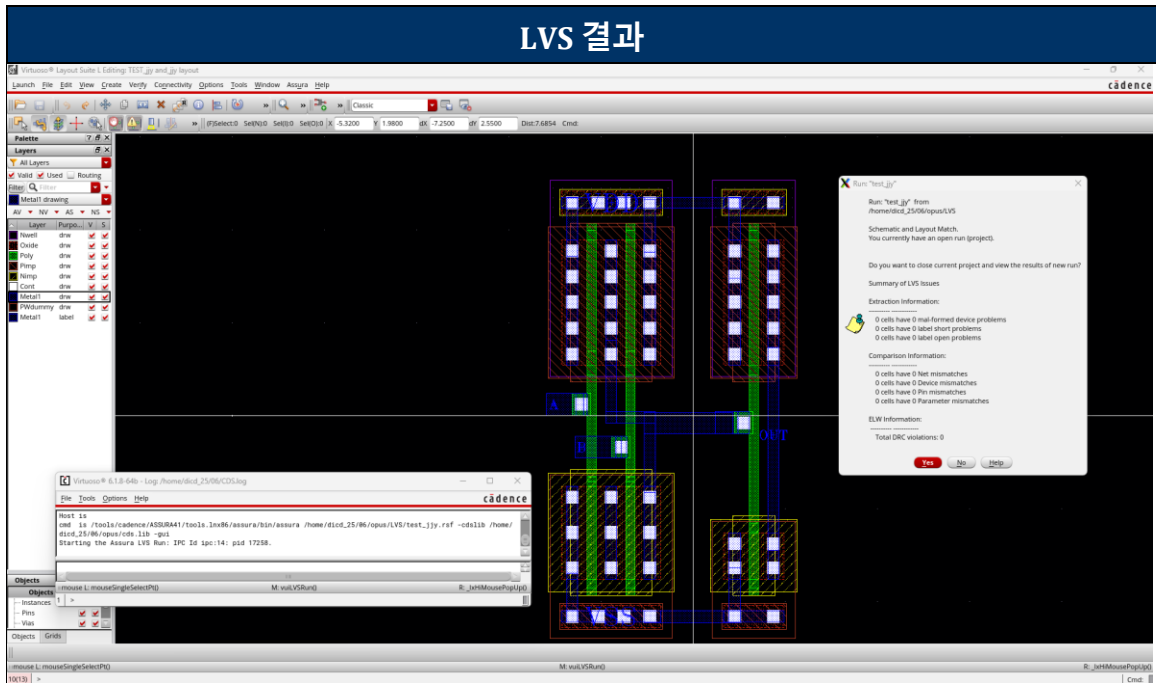 LVS 결과
Virtuoso® Layout Suite L Editing: TEST_jjy and_jjy layout
Launch File Edit View Create Verify Connectivity Options Tools Window Assura Help
cādence
Classic
(F)Select:0 Sel(N):0 Sel(I):0 Sel(O):0 X -5.3200 Y 1.9800 dX -7.2500 dY 2.5500 Dist:7.6854 Cmd:
Palette
Layers
All Layers
Valid Used Routing
Filter Filter
Metal1 drawing
AV NV AS NS
Layer Purpo... V S
Nwell drw
Oxide drw
Poly drw
Pimp drw
Nimp drw
Cont drw
Metal1 drw
PWdummy drw
Metal1 label
VDD
A
B
OUT
VSS
Run: "test_jjy"
Run: "test_jjy" from
/home/dicd_25/06/opus/LVS
Schematic and Layout Match.
You currently have an open run (project).
Do you want to close current project and view the results of new run?
Summary of LVS Issues
Extraction Information:
0 cells have 0 mal-formed device problems
0 cells have 0 label short problems
0 cells have 0 label open problems
Comparison Information:
0 cells have 0 Net mismatches
0 cells have 0 Device mismatches
0 cells have 0 Pin mismatches
0 cells have 0 Parameter mismatches
ELW Information:
Total DRC violations: 0
Yes No Help
Virtuoso® 6.1.8-64b - Log: /home/dicd_25/06/CDS.log
File Tools Options Help
cādence
Host is
cmd is /tools/cadence/ASSURA41/tools.lnx86/assura/bin/assura /home/dicd_25/06/opus/LVS/test_jjy.rsf -cdslib /home/
dicd_25/06/opus/cds.lib -gui
Starting the Assura LVS Run: IPC Id ipc:14: pid 17258.
mouse L: mouseSingleSelectPt() M: vuiLVSRun() R: _lxHiMousePopUp()
1 >
Objects
Objects
Instances
Pins
Vias
Objects Grids
mouse L: mouseSingleSelectPt() M: vuiLVSRun() R: _lxHiMousePopUp()
10(13) > Cmd: